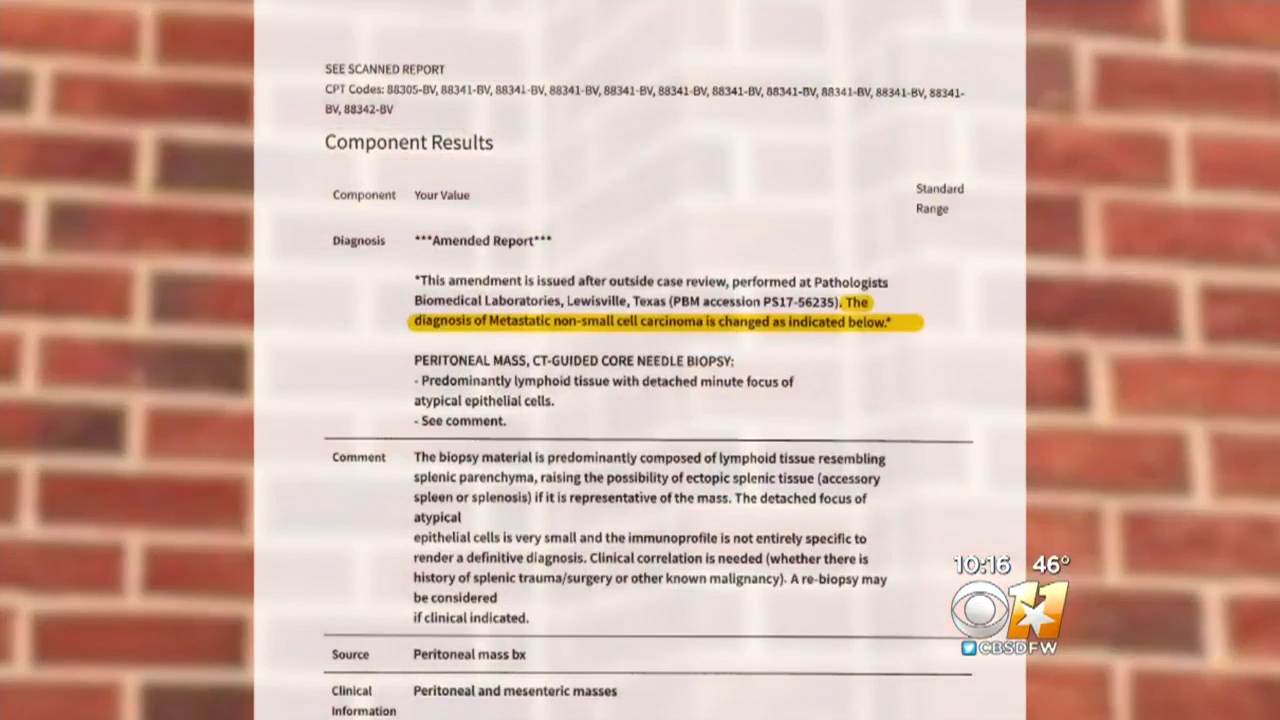 SEE SCANNED REPORT
CPT Codes: 88305-BV, 88341-BV, 88341-BV, 88341-BV, 88341-BV, 88341-BV, 88341-BV, 88341-BV, 88341-BV, 88341-BV, 88341-
BV, 88342-BV
Component Results
Component Your Value Standard
Range
Diagnosis ***Amended Report***
*This amendment is issued after outside case review, performed at Pathologists
Biomedical Laboratories, Lewisville, Texas (PBM accession PS17-56235). The
diagnosis of Metastatic non-small cell carcinoma is changed as indicated below.*
PERITONEAL MASS, CT-GUIDED CORE NEEDLE BIOPSY:
- Predominantly lymphoid tissue with detached minute focus of
atypical epithelial cells.
- See comment.
Comment The biopsy material is predominantly composed of lymphoid tissue resembling
splenic parenchyma, raising the possibility of ectopic splenic tissue (accessory
spleen or splenosis) if it is representative of the mass. The detached focus of
atypical
epithelial cells is very small and the immunoprofile is not entirely specific to
render a definitive diagnosis. Clinical correlation is needed (whether there is
history of splenic trauma/surgery or other known malignancy). A re-biopsy may
be considered
if clinical indicated.
Source Peritoneal mass bx
Clinical Peritoneal and mesenteric masses
Information
10:16 46°
11
CBSDFW